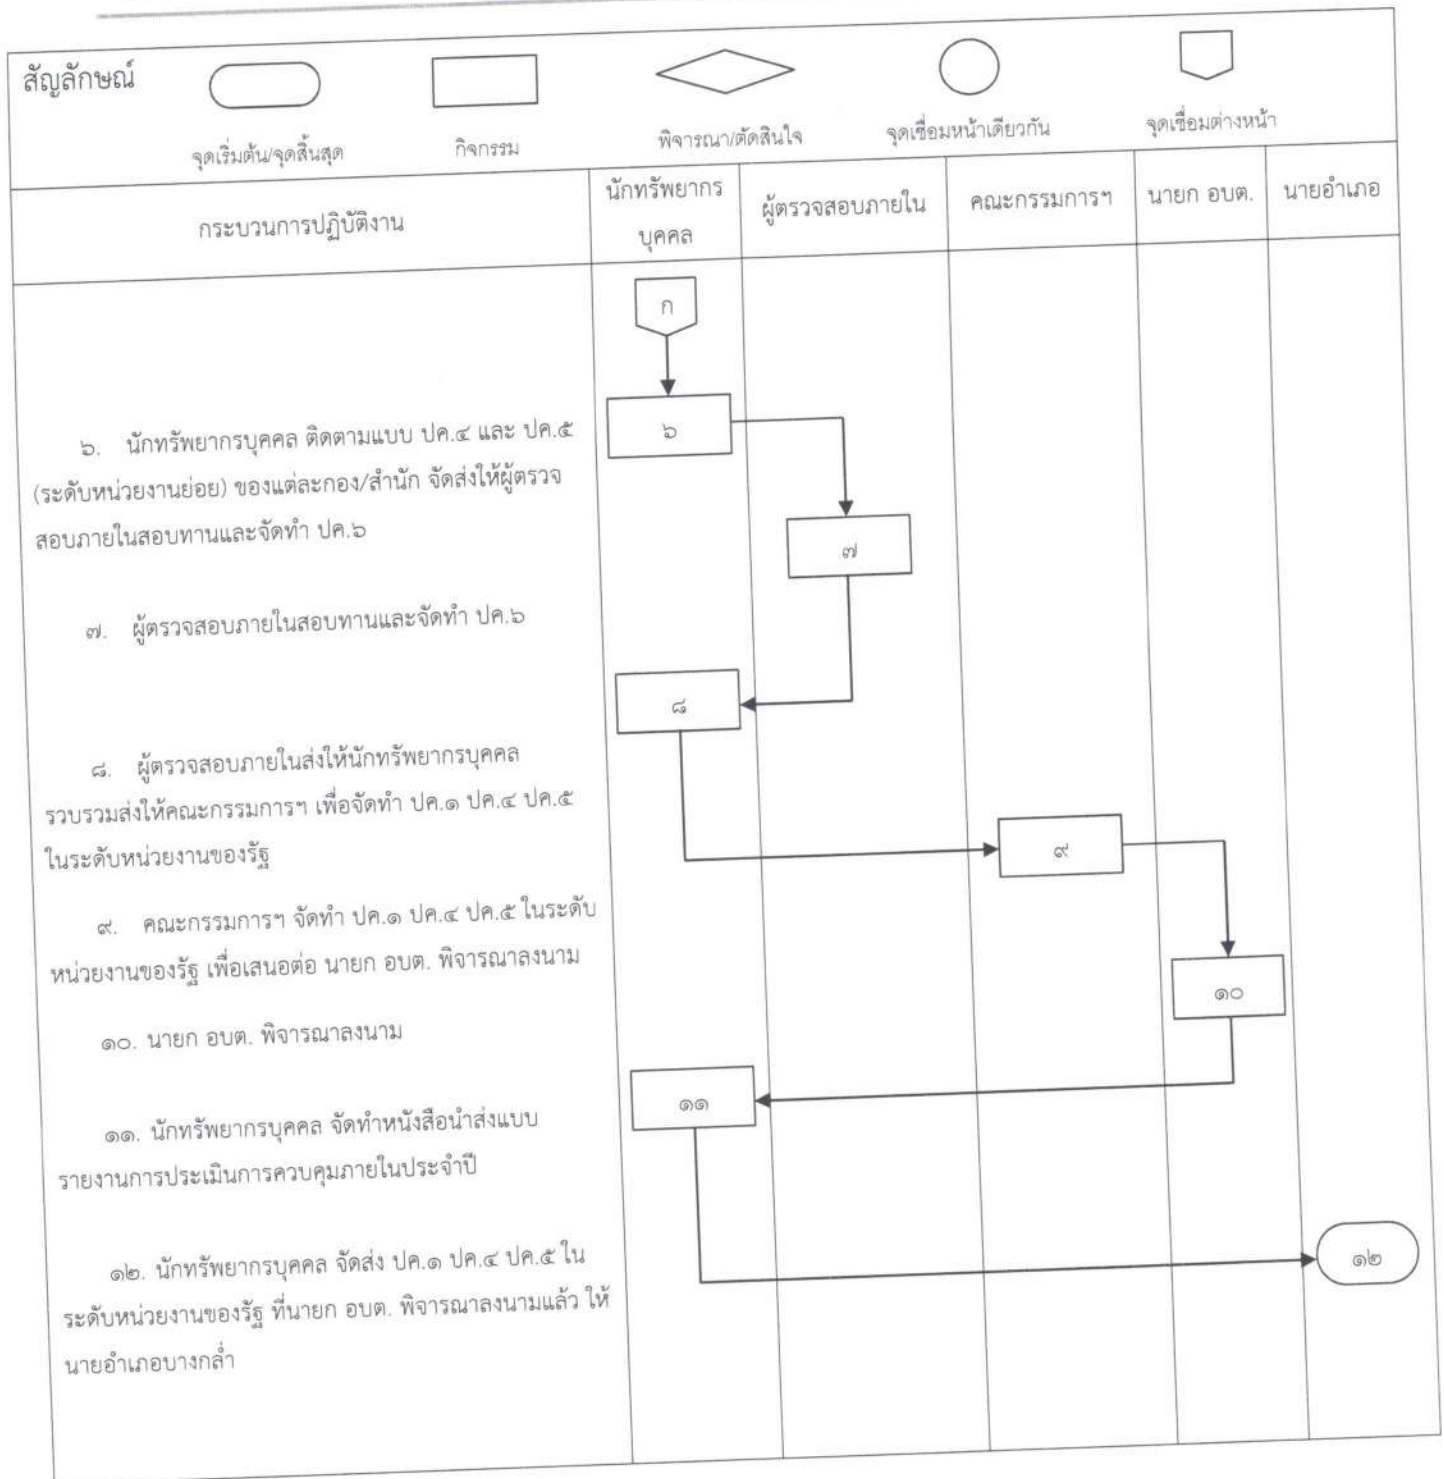 สัญลักษณ์
จุดเริ่มต้น/จุดสิ้นสุด
กิจกรรม
พิจารณา/ตัดสินใจ
จุดเชื่อมหน้าเดียวกัน
จุดเชื่อมต่างหน้า
กระบวนการปฏิบัติงาน
นักทรัพยากร
บุคคล
ผู้ตรวจสอบภายใน
คณะกรรมการฯ
นายก อบต.
นายอำเภอ
ก
๖. นักทรัพยากรบุคคล ติดตามแบบ ปค.๔ และ ปค.๕
(ระดับหน่วยงานย่อย) ของแต่ละกอง/สำนัก จัดส่งให้ผู้ตรวจ
สอบภายในสอบทานและจัดทำ ปค.๖
๖
๗
๗. ผู้ตรวจสอบภายในสอบทานและจัดทำ ปค.๖
๘
๘. ผู้ตรวจสอบภายในส่งให้นักทรัพยากรบุคคล
รวบรวมส่งให้คณะกรรมการฯ เพื่อจัดทำ ปค.๑ ปค.๔ ปค.๕
ในระดับหน่วยงานของรัฐ
๙
๙. คณะกรรมการฯ จัดทำ ปค.๑ ปค.๔ ปค.๕ ในระดับ
หน่วยงานของรัฐ เพื่อเสนอต่อ นายก อบต. พิจารณาลงนาม
๑๐
๑๐. นายก อบต. พิจารณาลงนาม
๑๑
๑๑. นักทรัพยากรบุคคล จัดทำหนังสือนำส่งแบบ
รายงานการประเมินการควบคุมภายในประจำปี
๑๒. นักทรัพยากรบุคคล จัดส่ง ปค.๑ ปค.๔ ปค.๕ ใน
ระดับหน่วยงานของรัฐ ที่นายก อบต. พิจารณาลงนามแล้ว ให้
นายอำเภอบางกล่ำ
๑๒